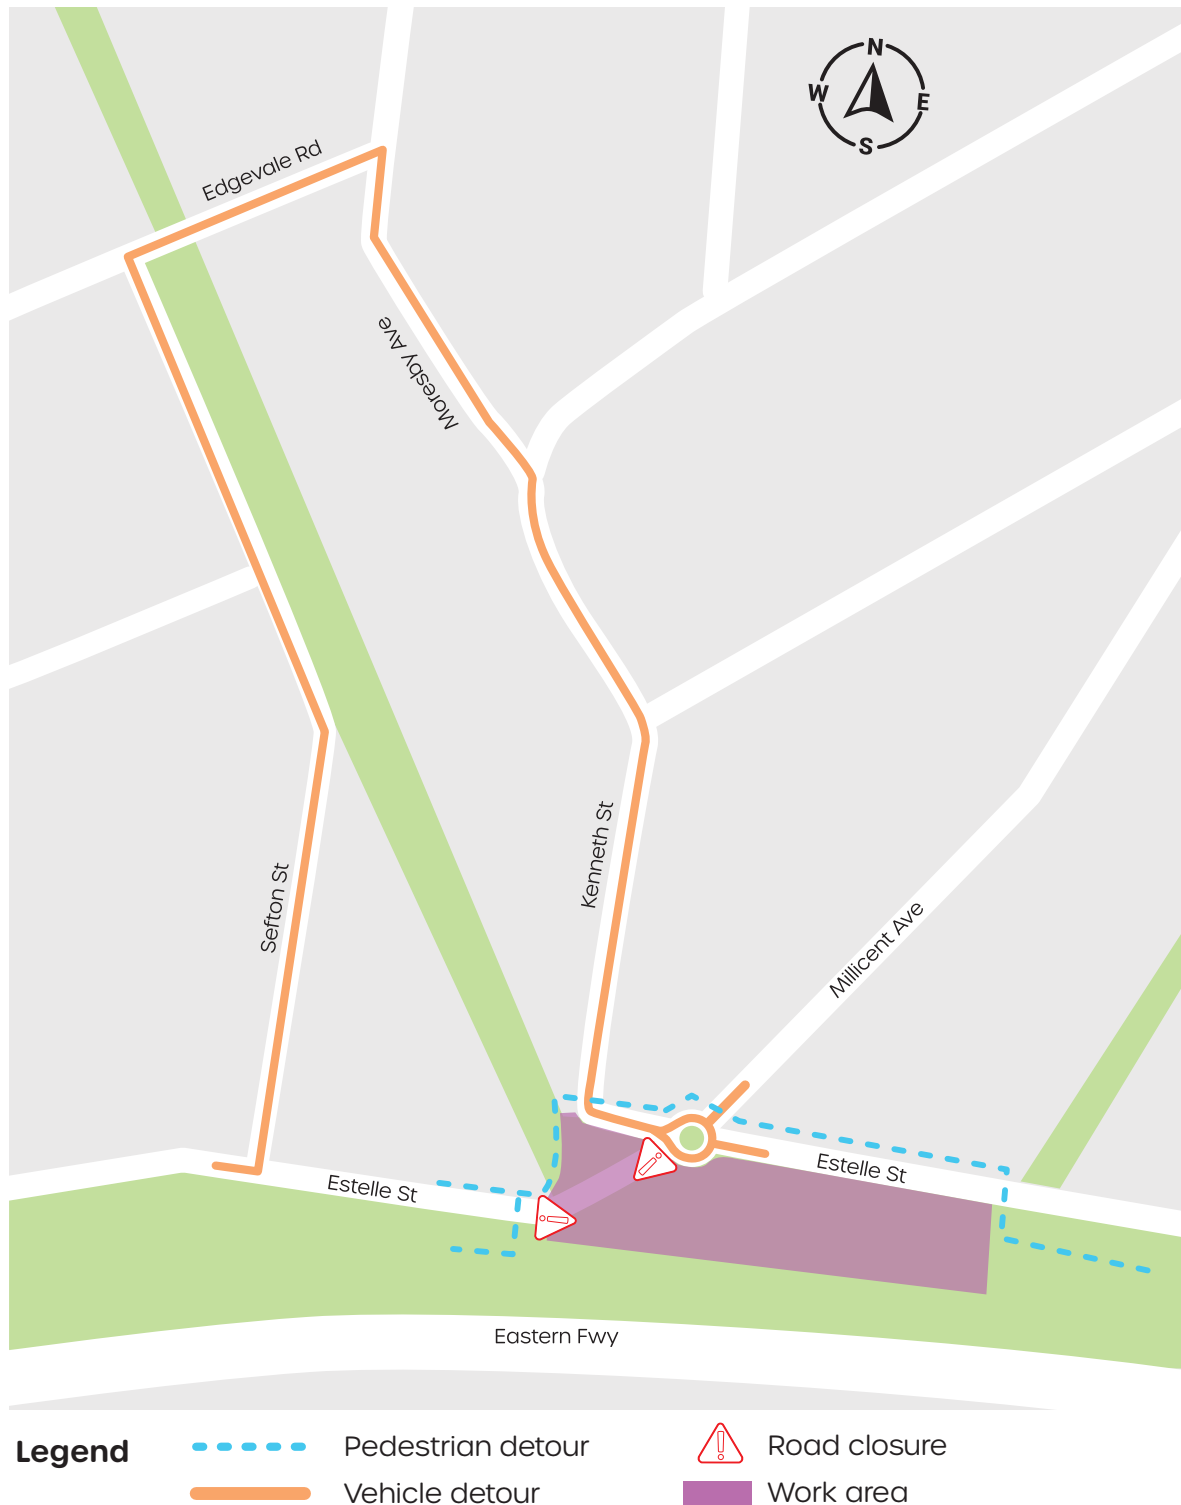 N
W
E
S
Edgevale Rd
Moresby Ave
Kenneth St
Sefton St
Millicent Ave
Estelle St
Estelle St
Eastern Fwy
Legend
Pedestrian detour
Road closure
Vehicle detour
Work area